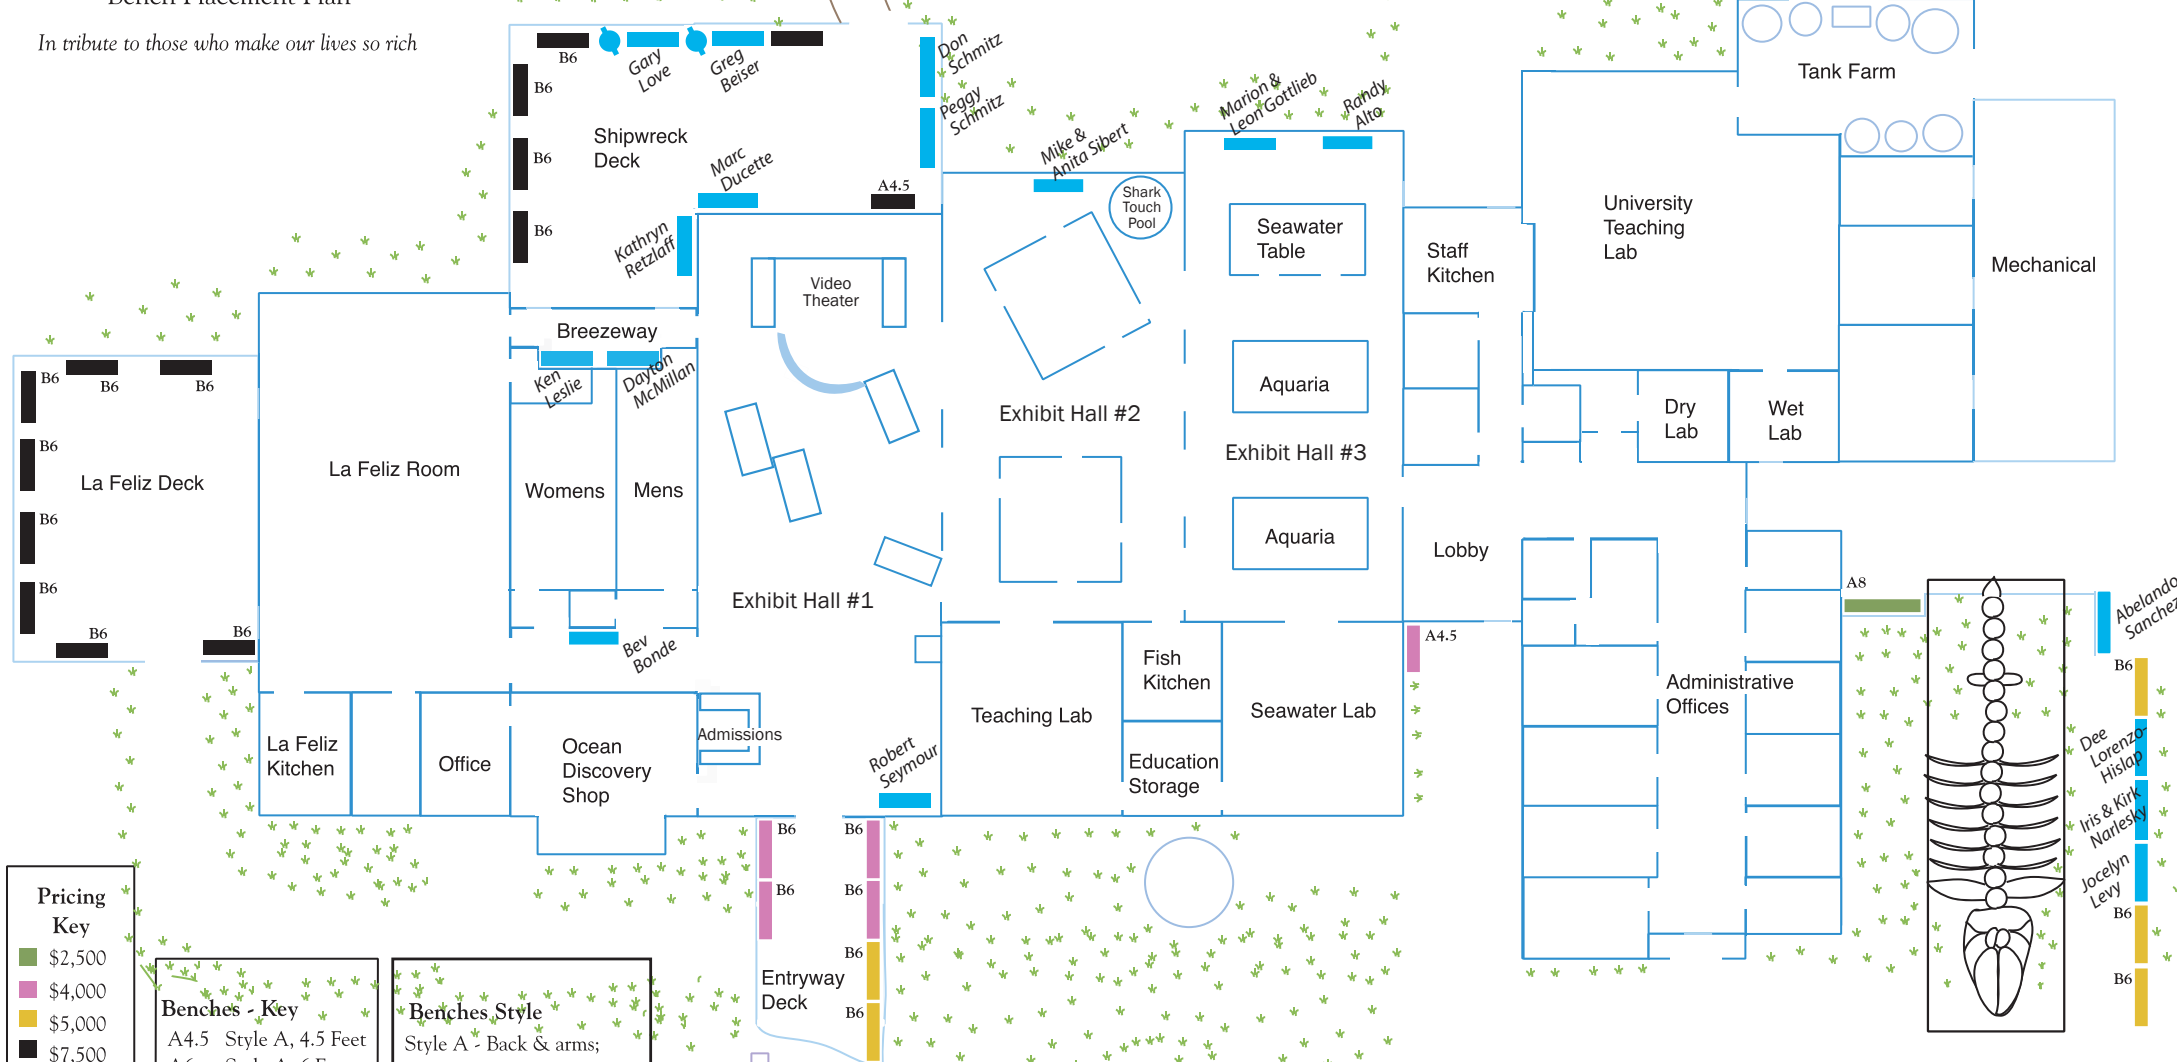 Bench Placement Plan
In tribute to those who make our lives so rich
B6
Gary
Love
Greg
Beiser
Don
Schmitz
Peggy
Schmitz
B6
B6
B6
Shipwreck
Deck
Marc
Ducette
A4.5
Kathryn
Retzlaff
Mike &
Anita Sibert
Marion &
Leon Gottlieb
Randy
Alto
Shark
Touch
Pool
Seawater
Table
Staff
Kitchen
University
Teaching
Lab
Tank Farm
Mechanical
Video
Theater
Breezeway
Ken
Leslie
Dayton
McMillan
B6
B6
B6
B6
B6
B6
B6
B6
La Feliz Deck
La Feliz Room
Womens
Mens
Exhibit Hall #2
Aquaria
Exhibit Hall #3
Aquaria
Dry
Lab
Wet
Lab
Lobby
Exhibit Hall #1
Bev
Bonde
A8
Abelando
Sanchez
A4.5
B6
Fish
Kitchen
Teaching Lab
Seawater Lab
Administrative
Offices
La Feliz
Kitchen
Office
Ocean
Discovery
Shop
Admissions
Robert
Seymour
Education
Storage
Dee
Lorenzo-
Hislap
Iris & Kirk
Narlesky
Jocelyn
Levy
B6
B6
B6
B6
B6
B6
B6
B6
Entryway
Deck
Pricing
Key
$2,500
$4,000
$5,000
$7,500
Benches - Key
A4.5 Style A, 4.5 Feet
Benches Style
Style A - Back & arms;